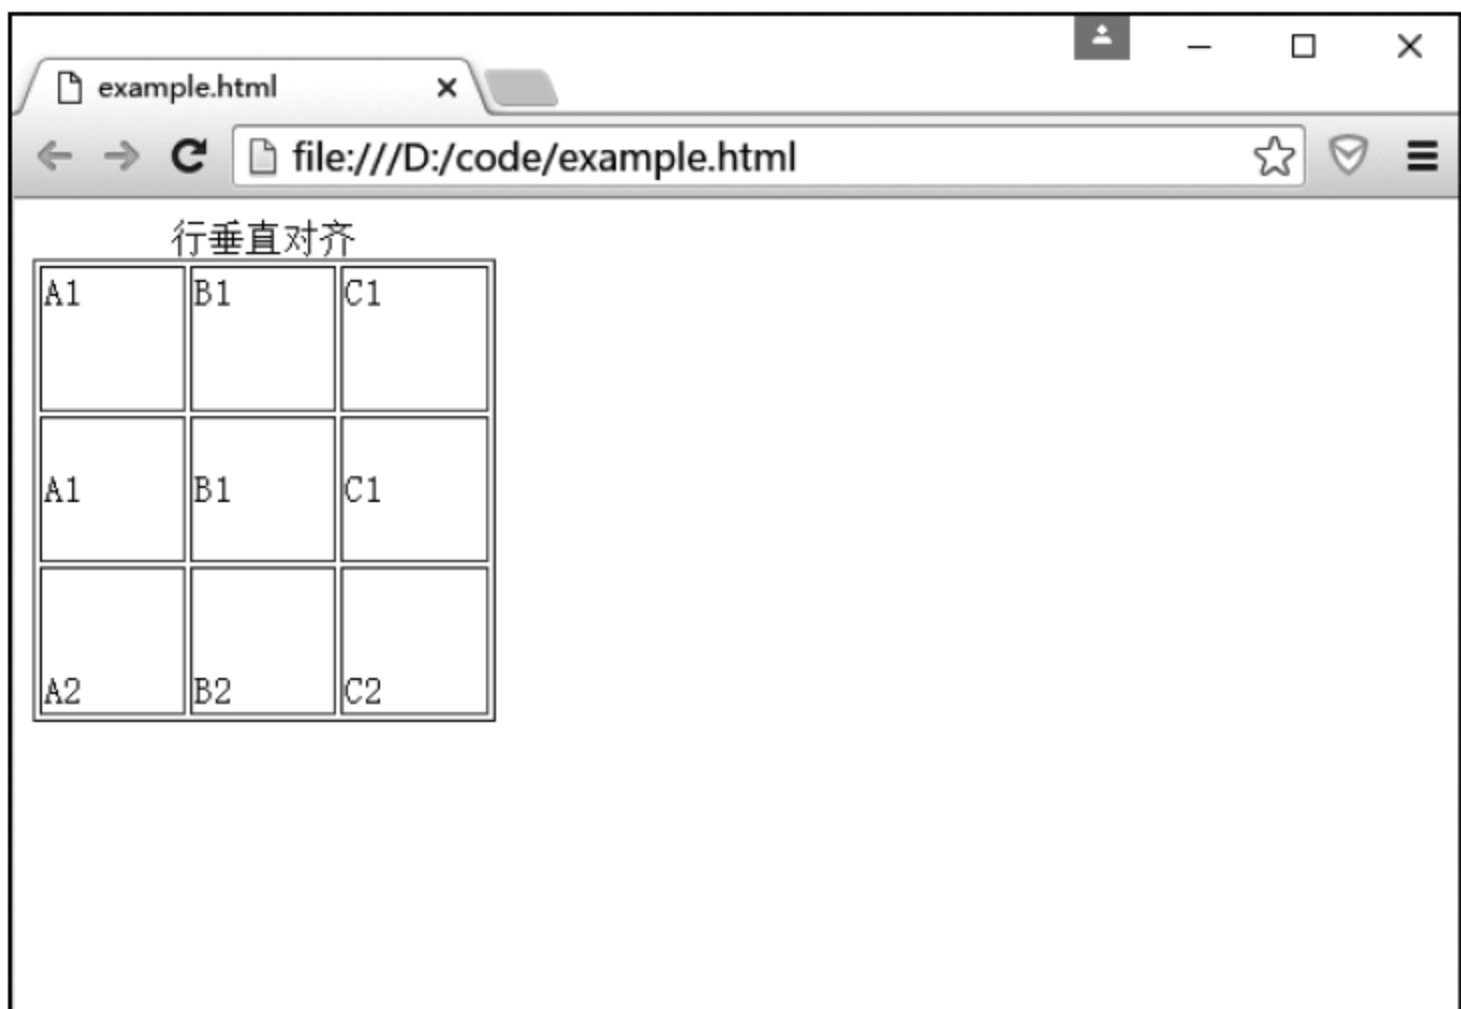 example.html
file:///D:/code/example.html
行垂直对齐
A1 B1 C1
A1 B1 C1
A2 B2 C2